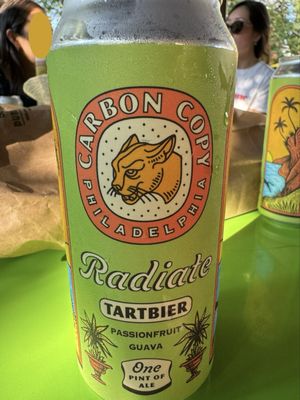 CARBON COPY
PHILADELPHIA
Radiate
TARTBIER
PASSIONFRUIT
GUAVA
One
PINT OF
ALE